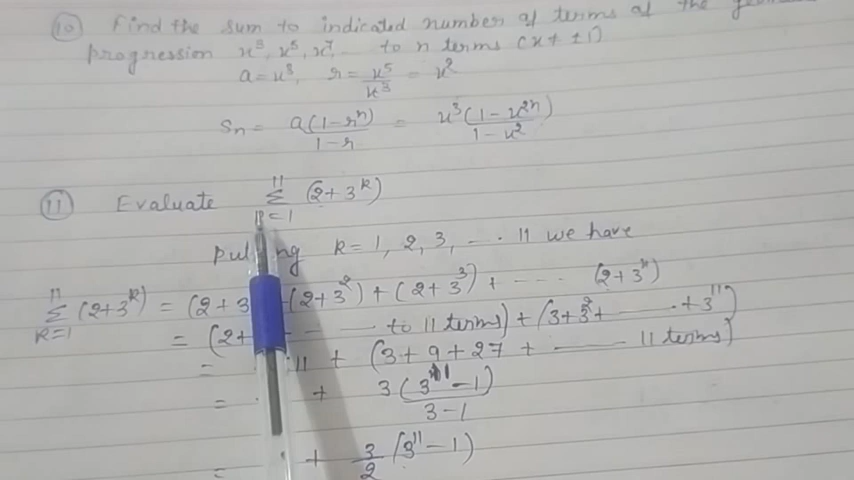 (10) Find the sum to indicated number of terms of the
progression x³, x⁵, x⁷, .. to n terms (x ≠ ±1)
a = x³, r = x⁵/x³ = x²
Sn = a(1-rⁿ)/1-r = x³(1-x²ⁿ)/1-x²
(11) Evaluate 11 Σ k=1 (2+3ᵏ)
Putting k = 1, 2, 3, ... 11 we have
11 Σ k=1 (2+3ᵏ) = (2+3 (2+3²) + (2+3³) + ---- (2+3¹¹)
= (2+ --- to 11 terms) + (3+3²+ ---- +3¹¹)
= 11 + (3+9+27+ ---- 11 terms)
= + 3(3¹¹-1)/3-1
= + 3/2 (3¹¹-1)